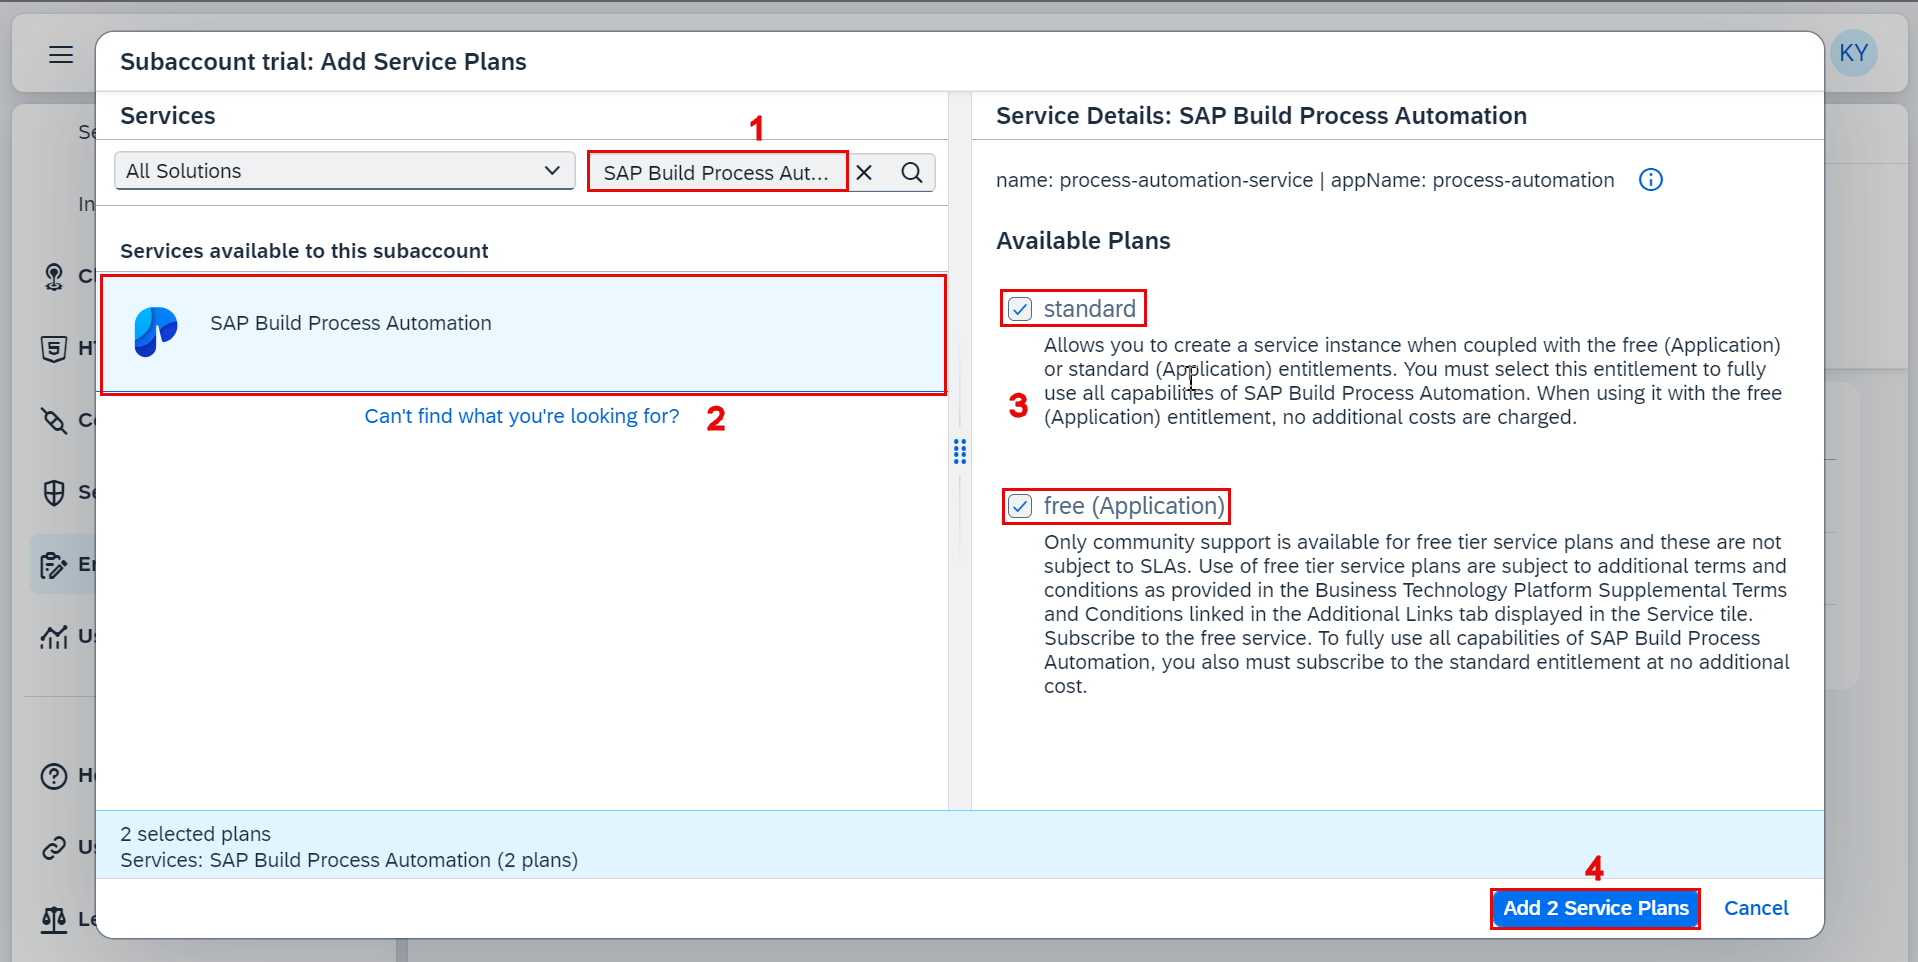 KY
Subaccount trial: Add Service Plans
Services
1
All Solutions
SAP Build Process Aut...
Services available to this subaccount
SAP Build Process Automation
Can't find what you're looking for?
2
Service Details: SAP Build Process Automation
name: process-automation-service | appName: process-automation
Available Plans
standard
Allows you to create a service instance when coupled with the free (Application)
or standard (Application) entitlements. You must select this entitlement to fully
use all capabilities of SAP Build Process Automation. When using it with the free
(Application) entitlement, no additional costs are charged.
3
free (Application)
Only community support is available for free tier service plans and these are not
subject to SLAs. Use of free tier service plans are subject to additional terms and
conditions as provided in the Business Technology Platform Supplemental Terms
and Conditions linked in the Additional Links tab displayed in the Service tile.
Subscribe to the free service. To fully use all capabilities of SAP Build Process
Automation, you also must subscribe to the standard entitlement at no additional
cost.
2 selected plans
Services: SAP Build Process Automation (2 plans)
4
Add 2 Service Plans
Cancel